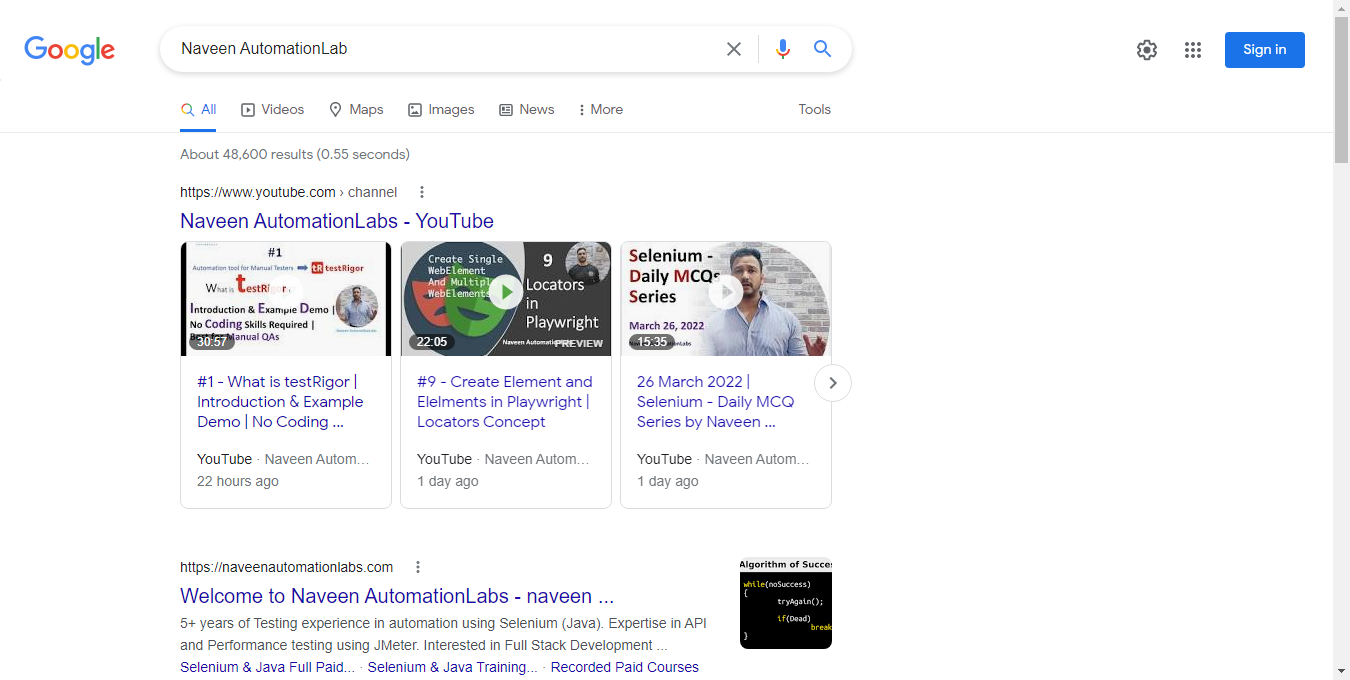 Google
Naveen AutomationLab
Sign in
All
Videos
Maps
Images
News
More
Tools
About 48,600 results (0.55 seconds)
https://www.youtube.com › channel
Naveen AutomationLabs - YouTube
#1
Automation tool for Manual Testers
tR testRigor
What is testRigor
Introduction & Example Demo |
No Coding Skills Required |
Manual QAs
30:57
#1 - What is testRigor |
Introduction & Example
Demo | No Coding ...
YouTube · Naveen Autom...
22 hours ago
Create Single
WebElement
And Multiple
WebElements
9
Locators
in
Playwright
22:05
PREVIEW
#9 - Create Element and
Elelments in Playwright |
Locators Concept
YouTube · Naveen Autom...
1 day ago
Selenium -
Daily MCQs
Series
March 26, 2022
15:35
26 March 2022 |
Selenium - Daily MCQ
Series by Naveen ...
YouTube · Naveen Autom...
1 day ago
https://naveenautomationlabs.com
Welcome to Naveen AutomationLabs - naveen ...
5+ years of Testing experience in automation using Selenium (Java). Expertise in API
and Performance testing using JMeter. Interested in Full Stack Development ...
Selenium & Java Full Paid... · Selenium & Java Training... · Recorded Paid Courses
Algorithm of Succes
while(noSuccess)
{
tryAgain();
if(Dead)
break
}